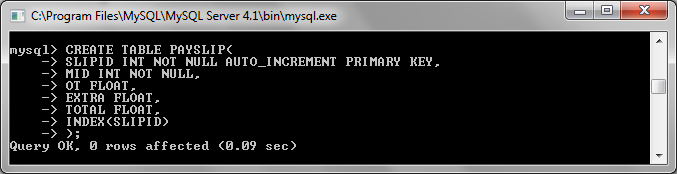 C:\Program Files\MySQL\MySQL Server 4.1\bin\mysql.exe
mysql> CREATE TABLE PAYSLIP(
-> SLIPID INT NOT NULL AUTO_INCREMENT PRIMARY KEY,
-> MID INT NOT NULL,
-> OT FLOAT,
-> EXTRA FLOAT,
-> TOTAL FLOAT,
-> INDEX(SLIPID)
-> );
Query OK, 0 rows affected (0.09 sec)